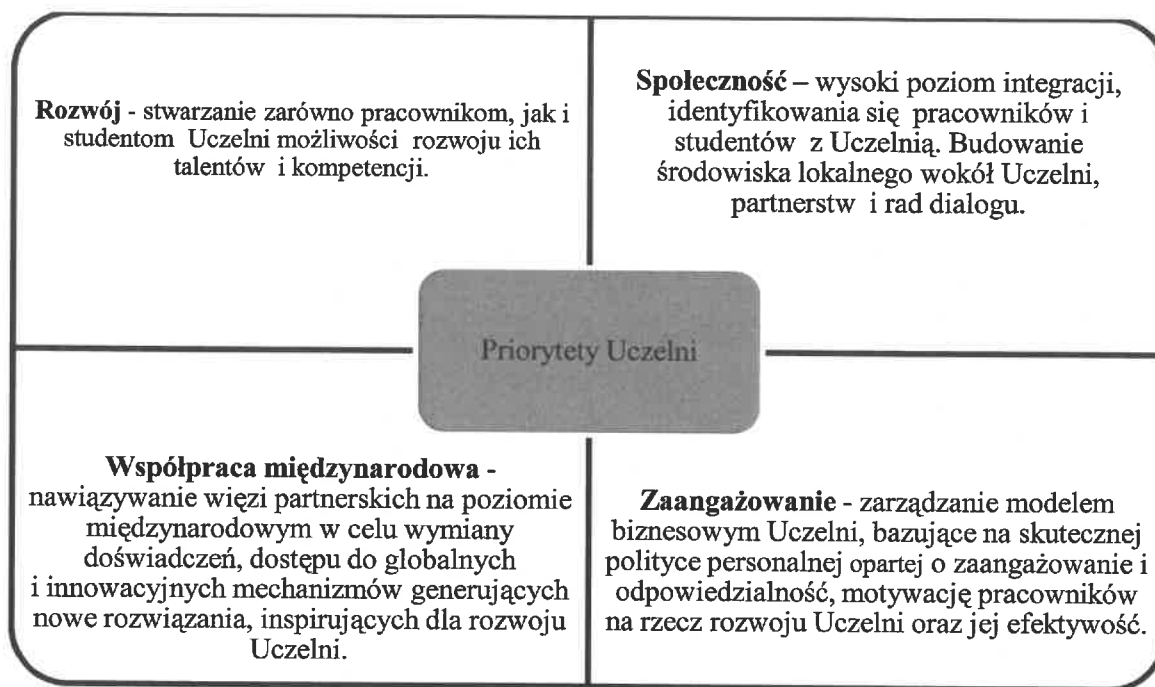 Rozwój - stwarzanie zarówno pracownikom, jak i
studentom Uczelni możliwości rozwoju ich
talentów i kompetencji.
Społeczność – wysoki poziom integracji,
identyfikowania się pracowników i
studentów z Uczelnią. Budowanie
środowiska lokalnego wokół Uczelni,
partnerstw i rad dialogu.
Priorytety Uczelni
Współpraca międzynarodowa -
nawiązywanie więzi partnerskich na poziomie
międzynarodowym w celu wymiany
doświadczeń, dostępu do globalnych
i innowacyjnych mechanizmów generujących
nowe rozwiązania, inspirujących dla rozwoju
Uczelni.
Zaangażowanie - zarządzanie modelem
biznesowym Uczelni, bazujące na skutecznej
polityce personalnej opartej o zaangażowanie i
odpowiedzialność, motywację pracowników
na rzecz rozwoju Uczelni oraz jej efektywność.